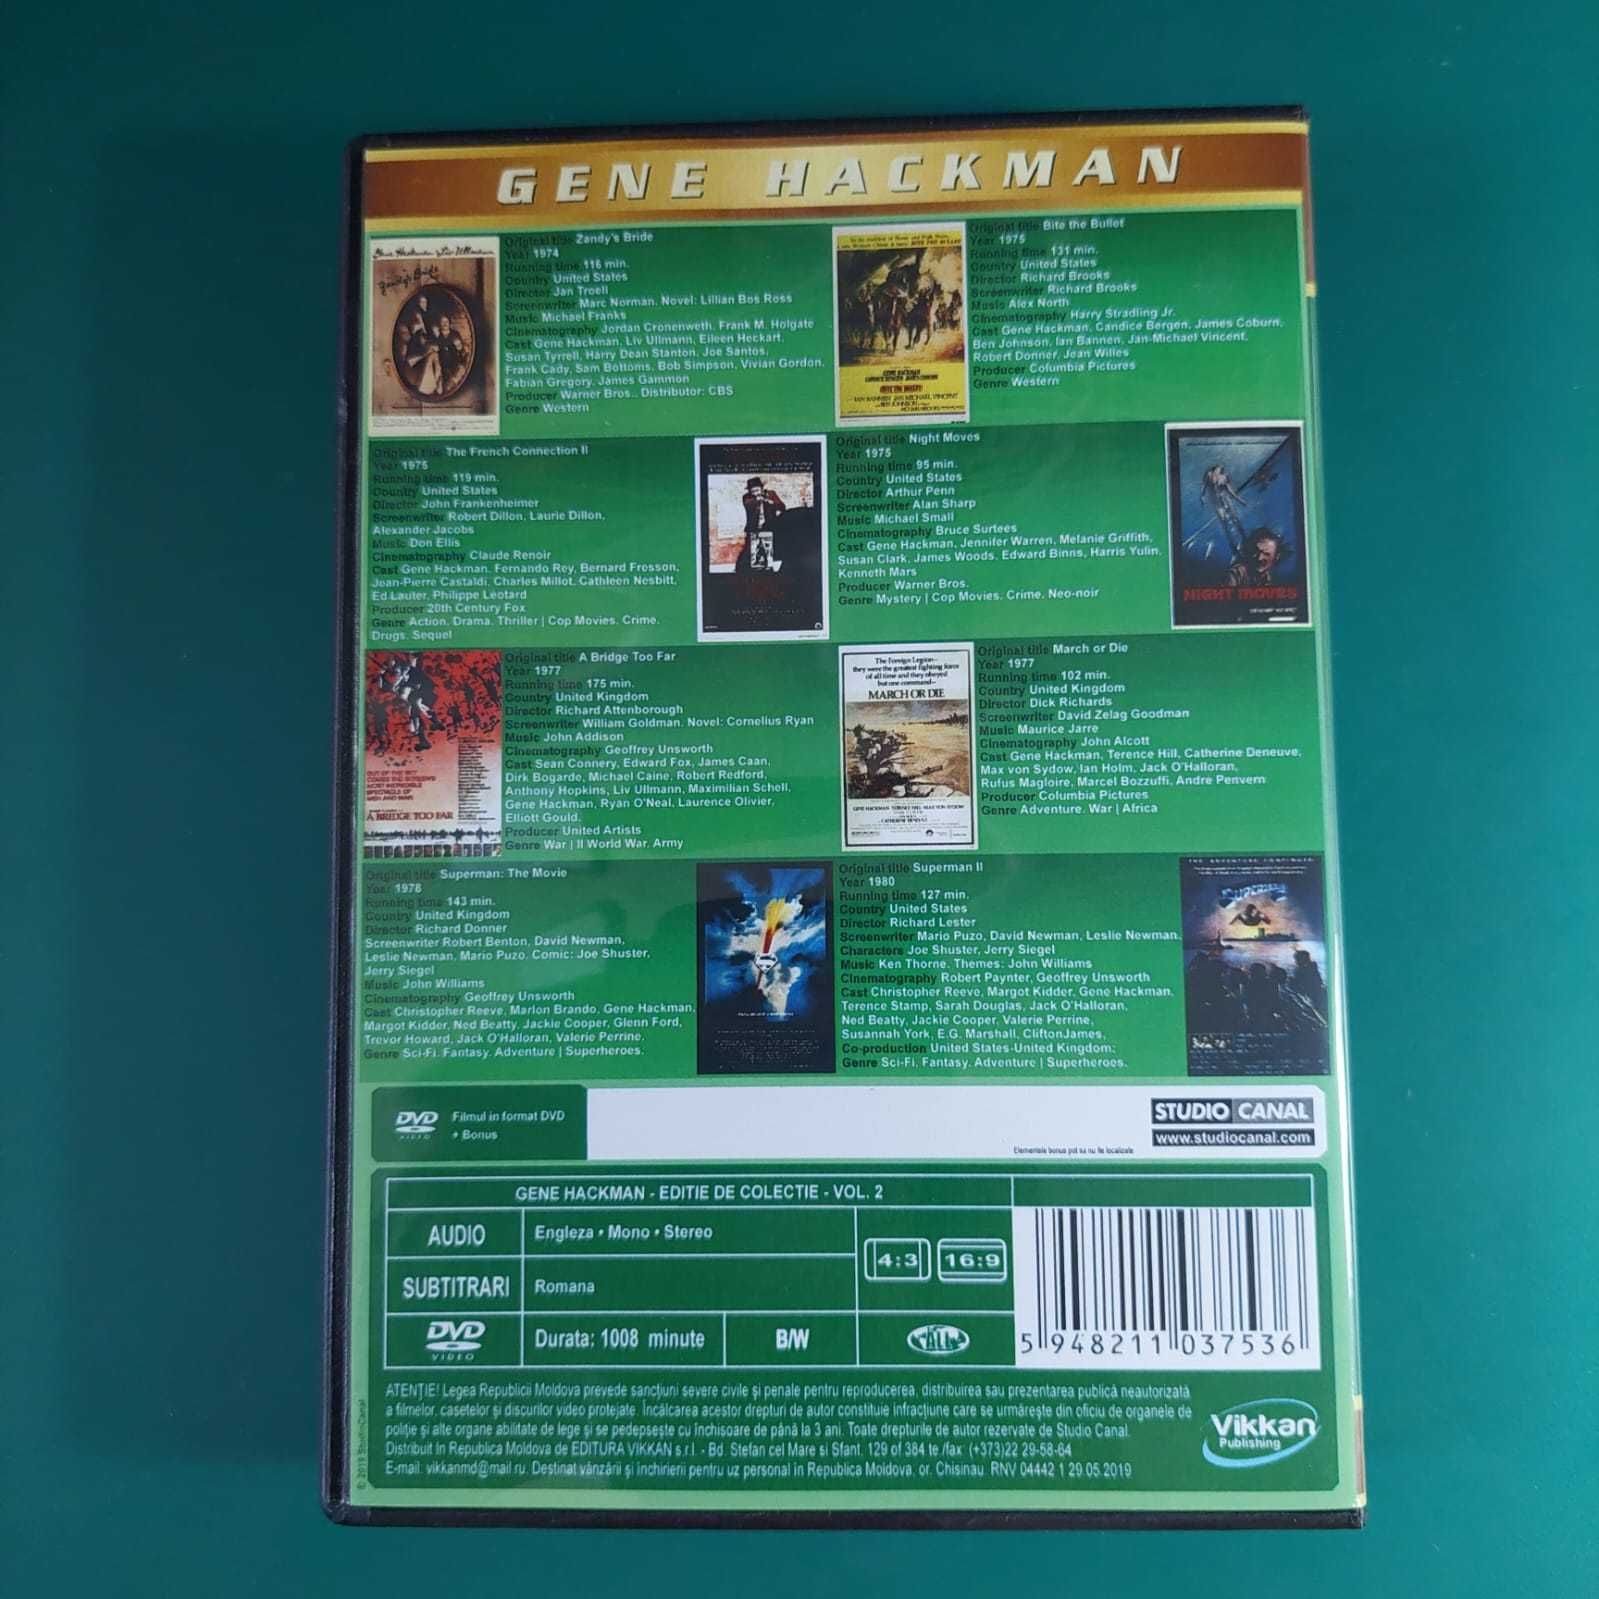 GENE HACKMAN
Original title Zandy's Bride
Year 1974
Running time 116 min.
Country United States
Director Jan Troell
Screenwriter Marc Norman. Novel: Lillian Bos Ross
Music Michael Franks
Cinematography Jordan Cronenweth, Frank M. Holgate
Cast Gene Hackman, Liv Ullmann, Eileen Heckart,
Susan Tyrrell, Harry Dean Stanton, Joe Santos,
Frank Cady, Sam Bottoms, Bob Simpson, Vivian Gordon,
Fabian Gregory, James Gammon
Producer Warner Bros.. Distributor: CBS
Genre Western
Original title Bite the Bullet
Year 1975
Running time 131 min.
Country United States
Director Richard Brooks
Screenwriter Richard Brooks
Music Alex North
Cinematography Harry Stradling Jr.
Cast Gene Hackman, Candice Bergen, James Coburn,
Ben Johnson, Ian Bannen, Jan-Michael Vincent,
Robert Donner, Jean Willes
Producer Columbia Pictures
Genre Western
Original title The French Connection II
Year 1975
Running time 119 min.
Country United States
Director John Frankenheimer
Screenwriter Robert Dillon, Laurie Dillon,
Alexander Jacobs
Music Don Ellis
Cinematography Claude Renoir
Cast Gene Hackman, Fernando Rey, Bernard Fresson,
Jean-Pierre Castaldi, Charles Millot, Cathleen Nesbitt,
Ed Lauter, Philippe Léotard
Producer 20th Century Fox
Genre Action. Drama. Thriller | Cop Movies. Crime.
Drugs. Sequel
Original title Night Moves
Year 1975
Running time 95 min.
Country United States
Director Arthur Penn
Screenwriter Alan Sharp
Music Michael Small
Cinematography Bruce Surtees
Cast Gene Hackman, Jennifer Warren, Melanie Griffith,
Susan Clark, James Woods, Edward Binns, Harris Yulin,
Kenneth Mars
Producer Warner Bros.
Genre Mystery | Cop Movies. Crime. Neo-noir
NIGHT MOVES
Original title A Bridge Too Far
Year 1977
Running time 175 min.
Country United Kingdom
Director Richard Attenborough
Screenwriter William Goldman. Novel: Cornelius Ryan
Music John Addison
Cinematography Geoffrey Unsworth
Cast Sean Connery, Edward Fox, James Caan,
Dirk Bogarde, Michael Caine, Robert Redford,
Anthony Hopkins, Liv Ullmann, Maximilian Schell,
Gene Hackman, Ryan O'Neal, Laurence Olivier,
Elliott Gould.
Producer United Artists
Genre War | II World War. Army
A BRIDGE TOO FAR
The Foreign Legion–
they were the greatest fighting force
of all time and they obeyed
but one command–
MARCH OR DIE
Original title March or Die
Year 1977
Running time 102 min.
Country United Kingdom
Director Dick Richards
Screenwriter David Zelag Goodman
Music Maurice Jarre
Cinematography John Alcott
Cast Gene Hackman, Terence Hill, Catherine Deneuve,
Max von Sydow, Ian Holm, Jack O'Halloran,
Rufus Magloire, Marcel Bozzuffi, Andre Penvern
Producer Columbia Pictures
Genre Adventure. War | Africa
Original title Superman: The Movie
Year 1978
Running time 143 min.
Country United Kingdom
Director Richard Donner
Screenwriter Robert Benton, David Newman,
Leslie Newman, Mario Puzo. Comic: Joe Shuster,
Jerry Siegel
Music John Williams
Cinematography Geoffrey Unsworth
Cast Christopher Reeve, Marlon Brando, Gene Hackman,
Margot Kidder, Ned Beatty, Jackie Cooper, Glenn Ford,
Trevor Howard, Jack O'Halloran, Valerie Perrine,
Genre Sci-Fi. Fantasy. Adventure | Superheroes.
Original title Superman II
Year 1980
Running time 127 min.
Country United States
Director Richard Lester
Screenwriter Mario Puzo, David Newman, Leslie Newman.
Characters Joe Shuster, Jerry Siegel
Music Ken Thorne. Themes: John Williams
Cinematography Robert Paynter, Geoffrey Unsworth
Cast Christopher Reeve, Margot Kidder, Gene Hackman,
Terence Stamp, Sarah Douglas, Jack O'Halloran,
Ned Beatty, Jackie Cooper, Valerie Perrine,
Susannah York, E.G. Marshall, CliftonJames,
Co-production United States-United Kingdom;
Genre Sci-Fi. Fantasy. Adventure | Superheroes.
THE ADVENTURE CONTINUES
DVD VIDEO
Filmul in format DVD
+ Bonus
Elementele bonus pot sa nu fie localizate
STUDIO CANAL
www.studiocanal.com
GENE HACKMAN - EDITIE DE COLECTIE - VOL. 2
AUDIO
Engleza • Mono • Stereo
SUBTITRARI
Romana
4:3
16:9
DVD VIDEO
Durata: 1008 minute
B/W
ALL
5 948211 037536
ATENȚIE! Legea Republicii Moldova prevede sancțiuni severe civile și penale pentru reproducerea, distribuirea sau prezentarea publică neautorizată
a filmelor, casetelor și discurilor video protejate. Încălcarea acestor drepturi de autor constituie infracțiune care se urmărește din oficiu de organele de
poliție și alte organe abilitate de lege și se pedepsește cu închisoare de până la 3 ani. Toate drepturile de autor rezervate de Studio Canal.
Distribuit în Republica Moldova de EDITURA VIKKAN s.r.l. - Bd. Stefan cel Mare si Sfant, 129 of 384 te./fax: (+373)22 29-58-64
E-mail: vikkanmd@mail.ru. Destinat vânzării și închirierii pentru uz personal în Republica Moldova, or. Chisinau. RNV 04442 1 29.05.2019
Vikkan
Publishing